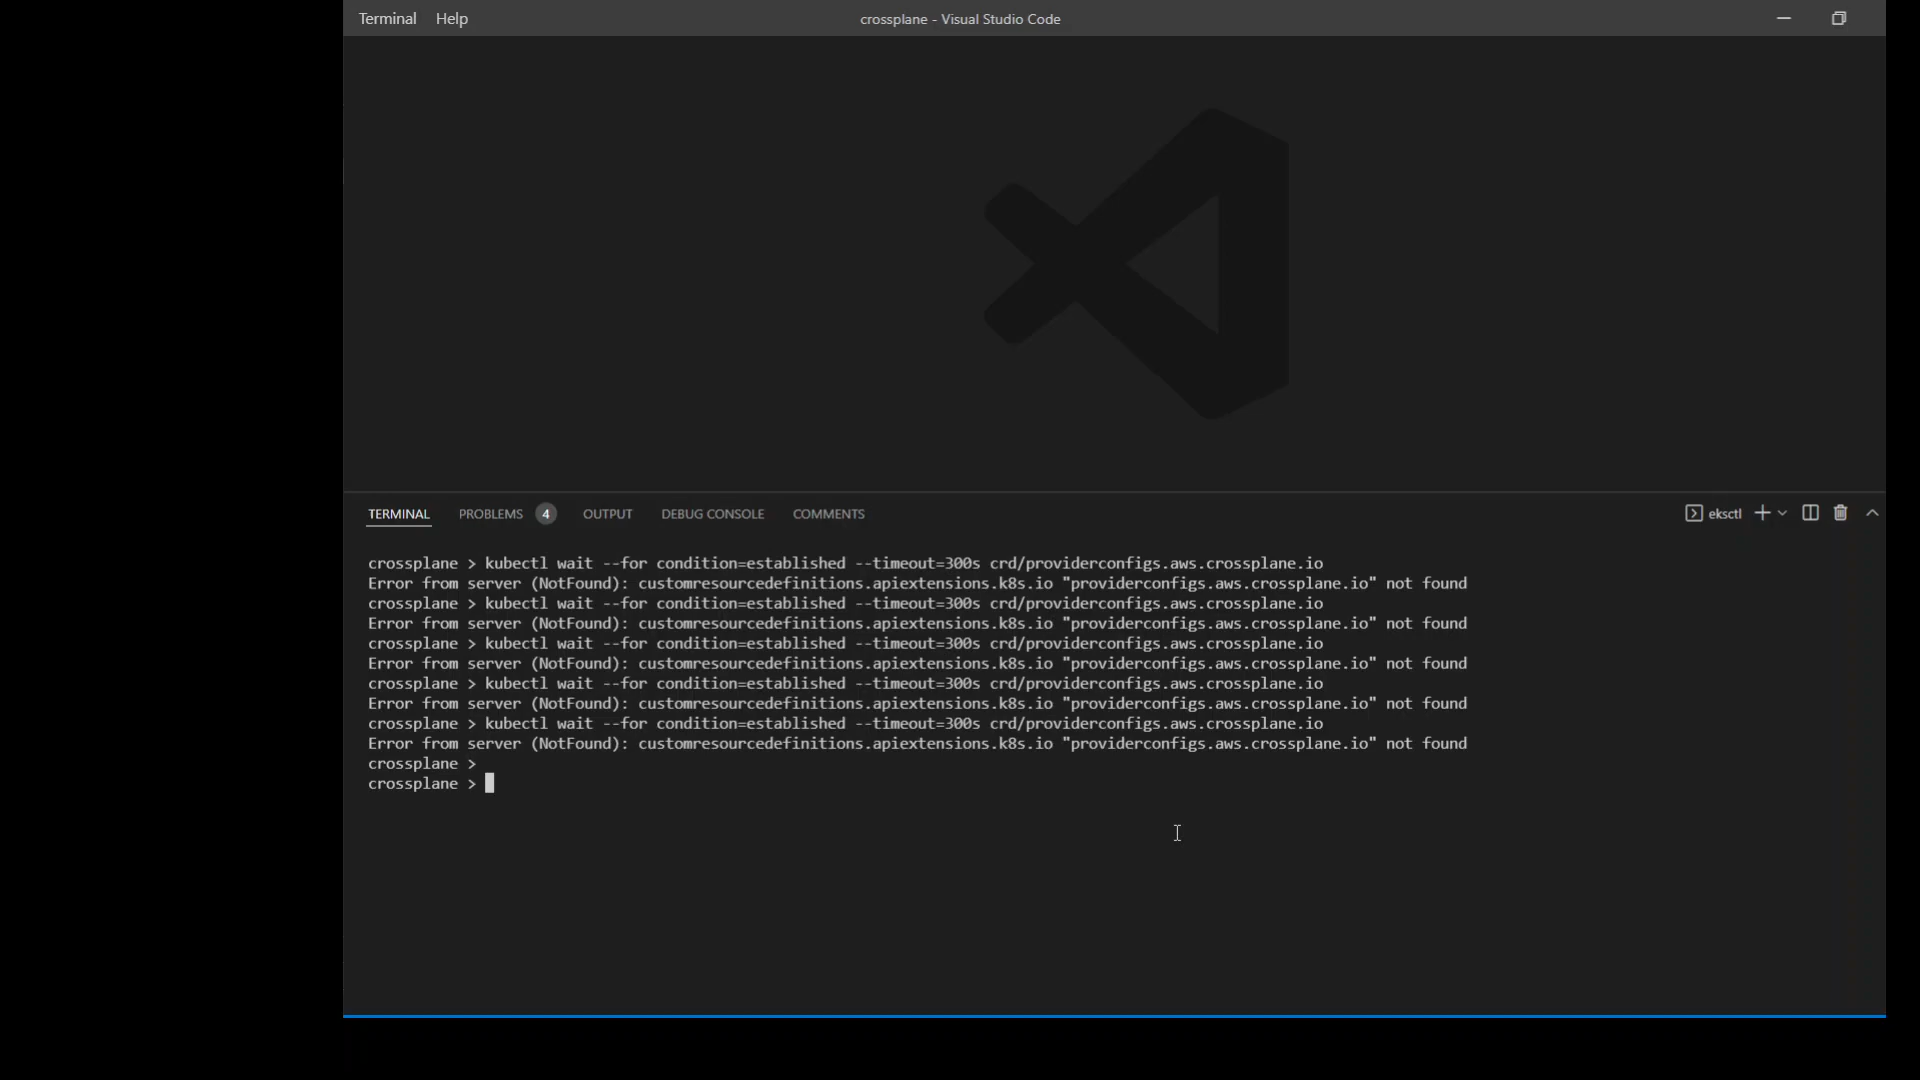 Terminal Help crossplane - Visual Studio Code
TERMINAL PROBLEMS 4 OUTPUT DEBUG CONSOLE COMMENTS eksctl
crossplane > kubectl wait --for condition=established --timeout=300s crd/providerconfigs.aws.crossplane.io
Error from server (NotFound): customresourcedefinitions.apiextensions.k8s.io "providerconfigs.aws.crossplane.io" not found
crossplane > kubectl wait --for condition=established --timeout=300s crd/providerconfigs.aws.crossplane.io
Error from server (NotFound): customresourcedefinitions.apiextensions.k8s.io "providerconfigs.aws.crossplane.io" not found
crossplane > kubectl wait --for condition=established --timeout=300s crd/providerconfigs.aws.crossplane.io
Error from server (NotFound): customresourcedefinitions.apiextensions.k8s.io "providerconfigs.aws.crossplane.io" not found
crossplane > kubectl wait --for condition=established --timeout=300s crd/providerconfigs.aws.crossplane.io
Error from server (NotFound): customresourcedefinitions.apiextensions.k8s.io "providerconfigs.aws.crossplane.io" not found
crossplane > kubectl wait --for condition=established --timeout=300s crd/providerconfigs.aws.crossplane.io
Error from server (NotFound): customresourcedefinitions.apiextensions.k8s.io "providerconfigs.aws.crossplane.io" not found
crossplane >
crossplane >